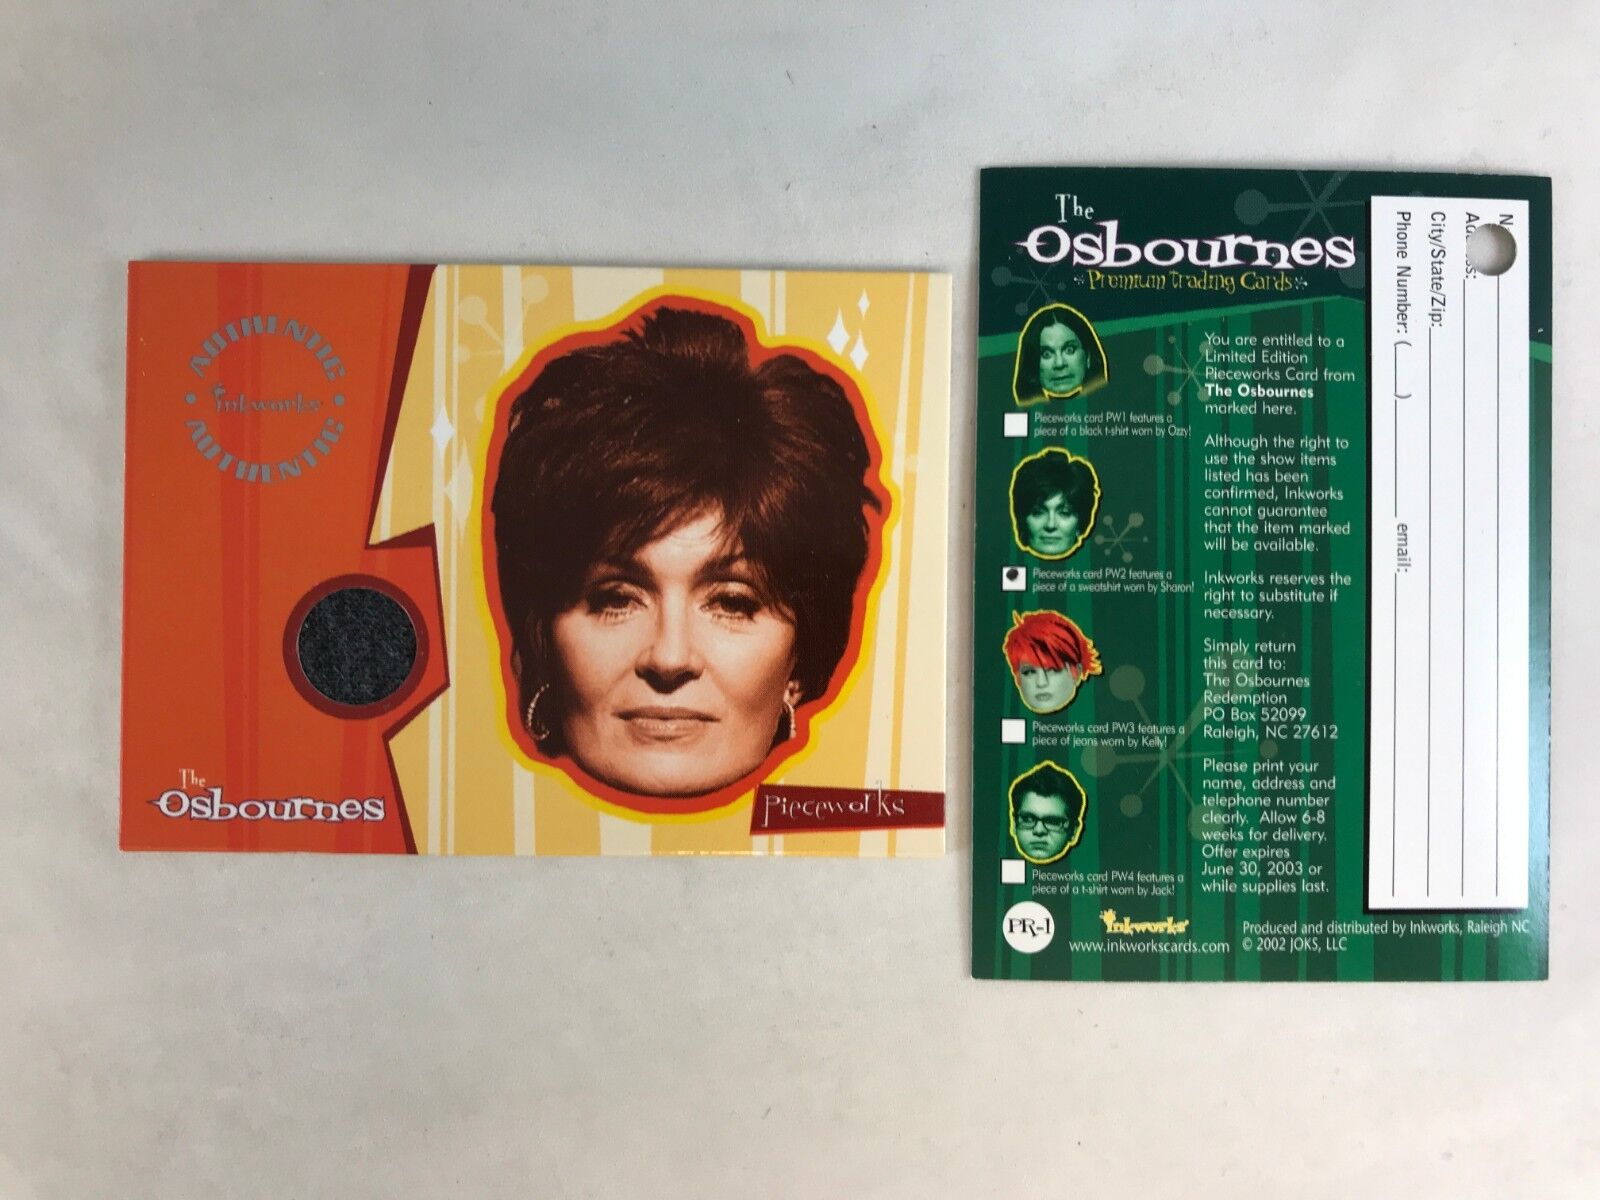 AUTHENTIC
inkworks
AUTHENTIC
The
Osbournes
Pieceworks
The
Osbournes
Premium Trading Cards
Pieceworks card PW1 features a
piece of a black t-shirt worn by Ozzy!
Pieceworks card PW2 features a
piece of a sweatshirt worn by Sharon!
Pieceworks card PW3 features a
piece of jeans worn by Kelly!
Pieceworks card PW4 features a
piece of a t-shirt worn by Jack!
You are entitled to a
Limited Edition
Pieceworks Card from
The Osbournes
marked here.
Although the right to
use the show items
listed has been
confirmed, Inkworks
cannot guarantee
that the item marked
will be available.
Inkworks reserves the
right to substitute if
necessary.
Simply return
this card to:
The Osbournes
Redemption
PO Box 52099
Raleigh, NC 27612
Please print your
name, address and
telephone number
clearly. Allow 6-8
weeks for delivery.
Offer expires
June 30, 2003 or
while supplies last.
City/State/Zip:
Phone Number: (___) email:
PR-1
inkworks
www.inkworkscards.com
Produced and distributed by Inkworks, Raleigh NC
© 2002 JOKS, LLC